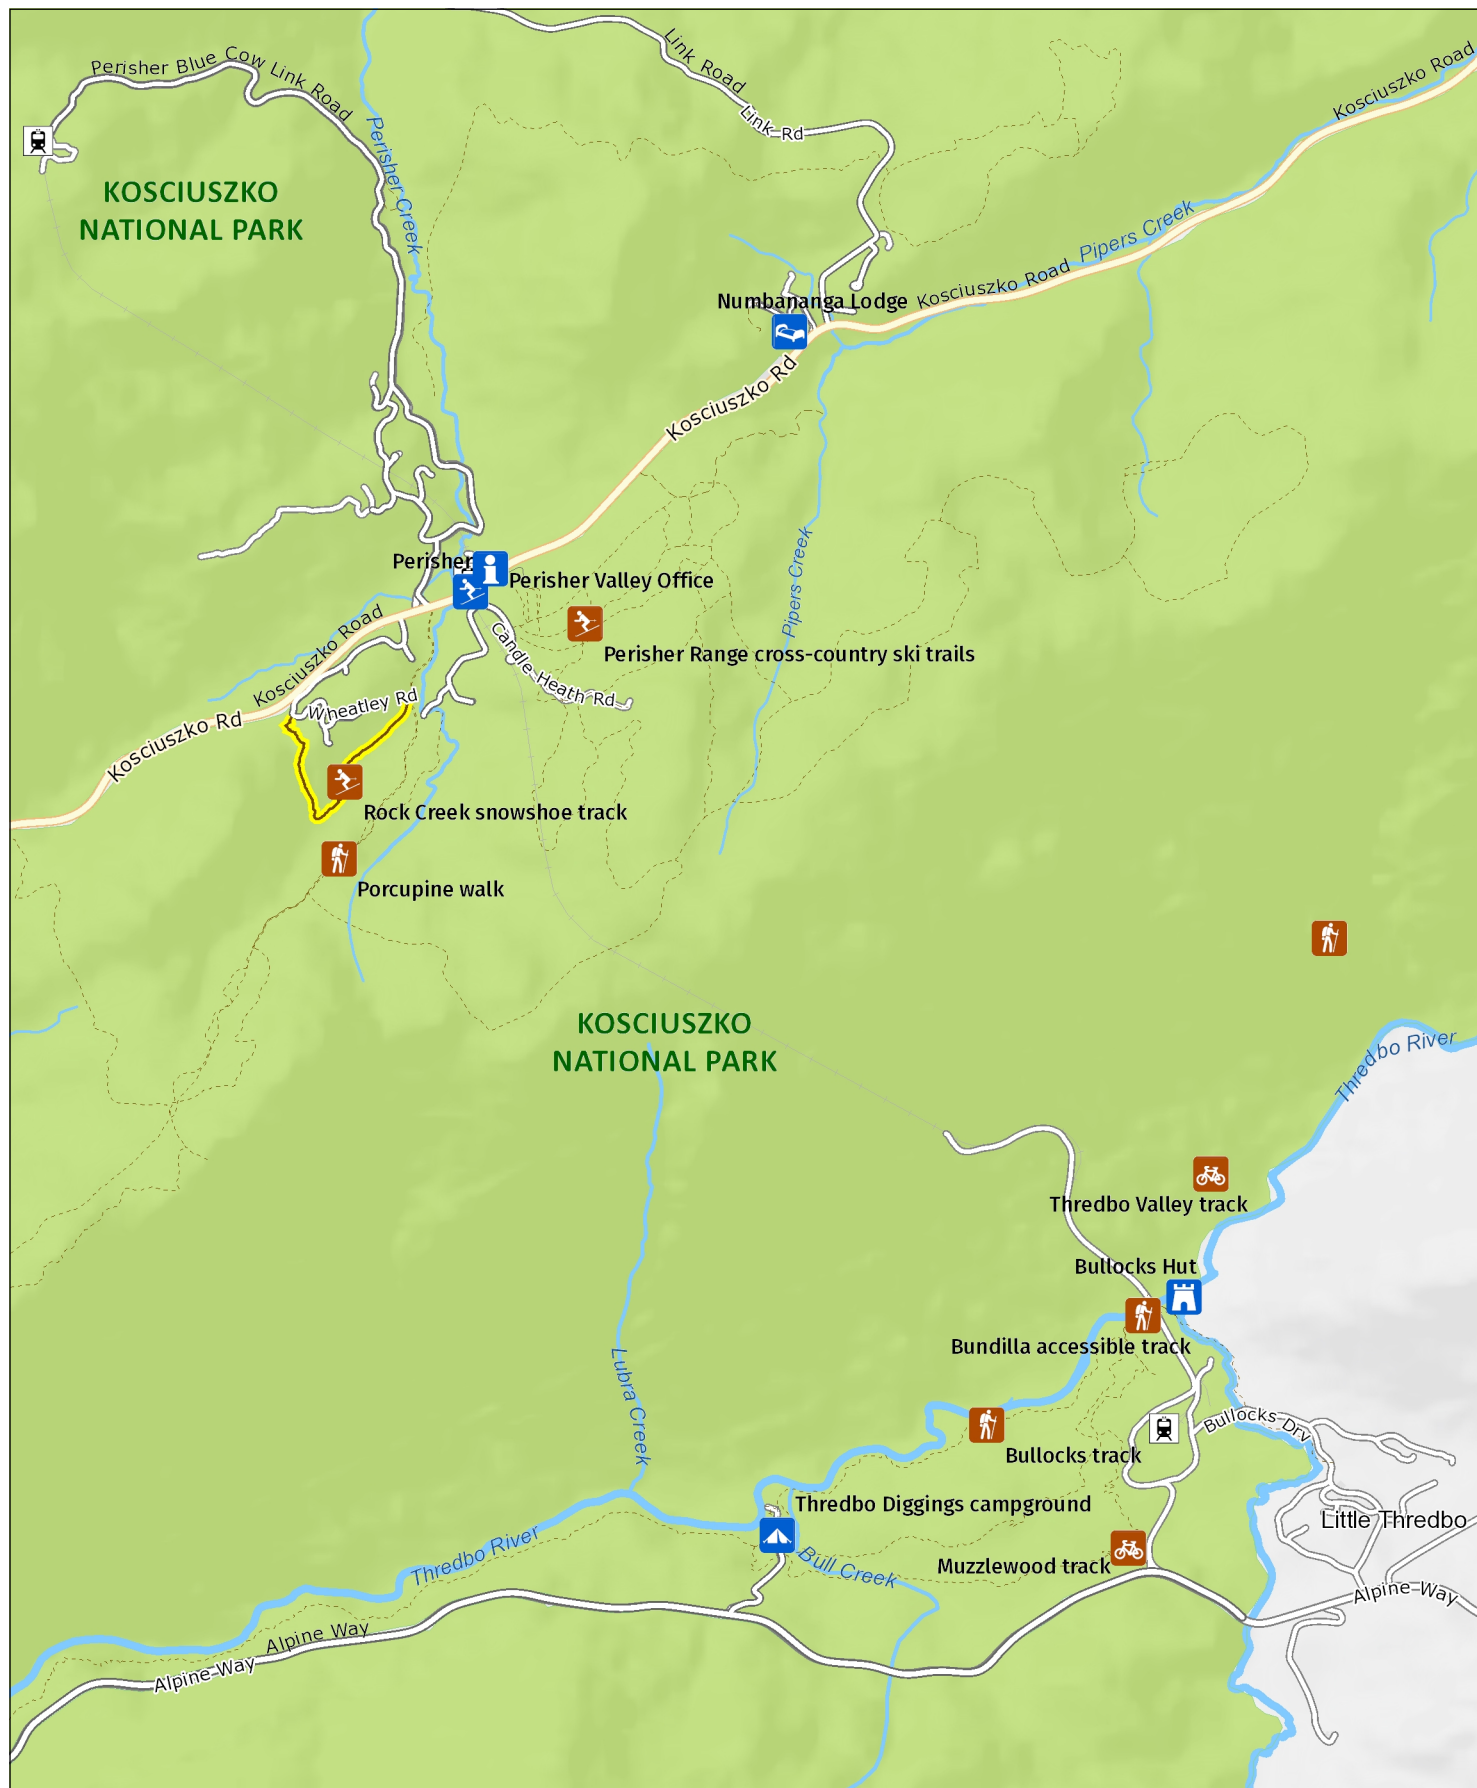 Perisher Blue Cow Link Road
Link Road
Link Rd
Kosciuszko Road
Perisher Creek
KOSCIUSZKO
NATIONAL PARK
Pipers Creek
Kosciuszko Road
Numbananga Lodge
Kosciuszko Rd
Pipers Creek
Perisher
Perisher Valley Office
Kosciuszko Road
Candle Heath Rd
Perisher Range cross-country ski trails
Wheatley Rd
Kosciuszko Rd
Rock Creek snowshoe track
Porcupine walk
KOSCIUSZKO
NATIONAL PARK
Thredbo River
Thredbo Valley track
Bullocks Hut
Bundilla accessible track
Lubra Creek
Bullocks Drv
Bullocks track
Thredbo Diggings campground
Little Thredbo
Thredbo River
Bull Creek
Muzzlewood track
Alpine Way
Alpine Way
Alpine Way